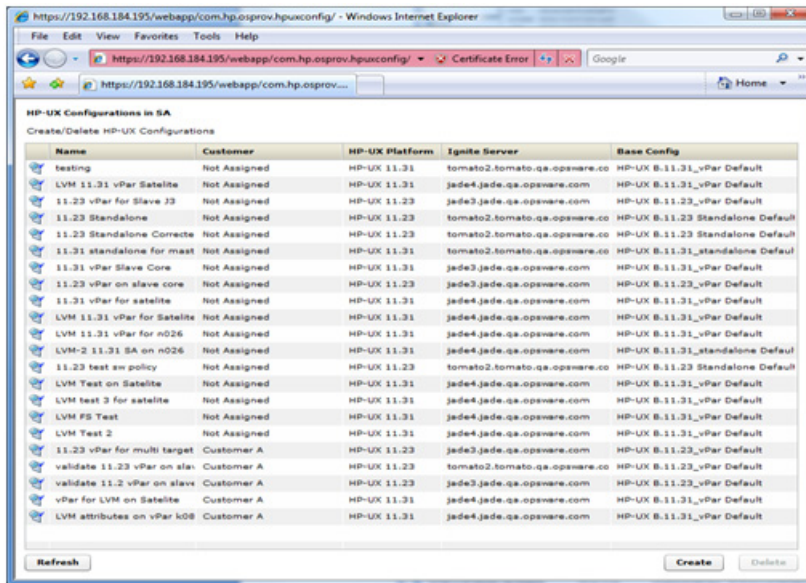 https://192.168.184.195/webapp/com.hp.osprov.hpuxconfig/ - Windows Internet Explorer
File Edit View Favorites Tools Help
https://192.168.184.195/webapp/com.hp.osprov.hpuxconfig/ Certificate Error Google
https://192.168.184.195/webapp/com.hp.osprov.... Home
HP-UX Configurations in SA
Create/Delete HP-UX Configurations
Name Customer HP-UX Platform Ignite Server Base Config
testing Not Assigned HP-UX 11.31 tomato2.tomato.qa.opsware.co HP-UX B.11.31_vPar Default
LVM 11.31 vPar Satelite Not Assigned HP-UX 11.31 jade4.jade.qa.opsware.com HP-UX B.11.31_vPar Default
11.23 vPar for Slave J3 Not Assigned HP-UX 11.23 jade3.jade.qa.opsware.com HP-UX B.11.23_vPar Default
11.23 Standalone Not Assigned HP-UX 11.23 tomato2.tomato.qa.opsware.co HP-UX B.11.23 Standalone Default
11.23 Standalone Correcte Not Assigned HP-UX 11.23 tomato2.tomato.qa.opsware.co HP-UX B.11.23 Standalone Default
11.31 standalone for mast Not Assigned HP-UX 11.31 tomato2.tomato.qa.opsware.co HP-UX B.11.31_standalone Defaul
11.31 vPar Slave Core Not Assigned HP-UX 11.31 jade3.jade.qa.opsware.com HP-UX B.11.31_vPar Default
11.23 vPar on slave core Not Assigned HP-UX 11.23 jade3.jade.qa.opsware.com HP-UX B.11.23_vPar Default
11.31 vPar for satelite Not Assigned HP-UX 11.31 jade4.jade.qa.opsware.com HP-UX B.11.31_vPar Default
LVM 11.31 vPar for Satelite Not Assigned HP-UX 11.31 jade4.jade.qa.opsware.com HP-UX B.11.31_vPar Default
LVM 11.31 vPar for n026 Not Assigned HP-UX 11.31 jade4.jade.qa.opsware.com HP-UX B.11.31_vPar Default
LVM-2 11.31 SA on n026 Not Assigned HP-UX 11.31 jade4.jade.qa.opsware.com HP-UX B.11.31_standalone Defaul
11.23 test sw policy Not Assigned HP-UX 11.23 tomato2.tomato.qa.opsware.co HP-UX B.11.23 Standalone Default
LVM Test on Satelite Not Assigned HP-UX 11.31 jade4.jade.qa.opsware.com HP-UX B.11.31_vPar Default
LVM test 3 for satelite Not Assigned HP-UX 11.31 jade4.jade.qa.opsware.com HP-UX B.11.31_vPar Default
LVM FS Test Not Assigned HP-UX 11.31 jade4.jade.qa.opsware.com HP-UX B.11.31_vPar Default
LVM Test 2 Not Assigned HP-UX 11.31 jade4.jade.qa.opsware.com HP-UX B.11.31_vPar Default
11.23 vPar for multi target Customer A HP-UX 11.23 jade3.jade.qa.opsware.com HP-UX B.11.23_vPar Default
validate 11.23 vPar on slav Customer A HP-UX 11.23 tomato2.tomato.qa.opsware.co HP-UX B.11.23_vPar Default
validate 11.2 vPar on slave Customer A HP-UX 11.23 jade3.jade.qa.opsware.com HP-UX B.11.23_vPar Default
vPar for LVM on Satelite Customer A HP-UX 11.31 jade4.jade.qa.opsware.com HP-UX B.11.31_vPar Default
LVM attributes on vPar k08 Customer A HP-UX 11.31 jade4.jade.qa.opsware.com HP-UX B.11.31_vPar Default
Refresh Create Delete